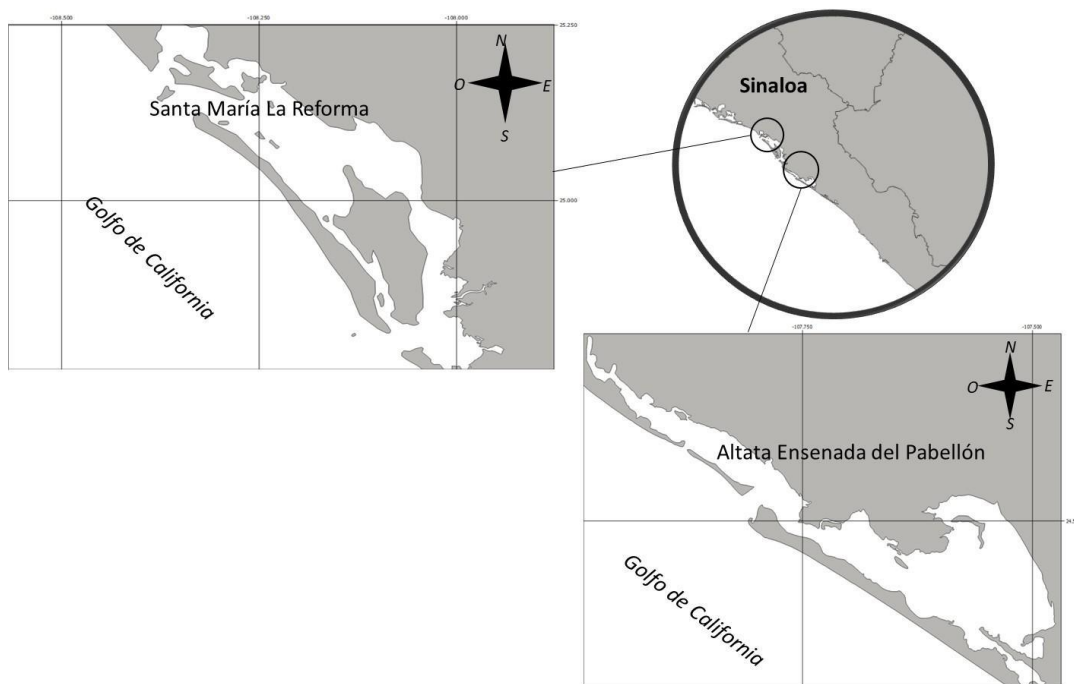 -108.500
-108.250
-108.000
25.250
N
O
E
S
Santa María La Reforma
25.000
Golfo de California
Sinaloa
-107.750
-107.500
N
O
E
S
Altata Ensenada del Pabellón
Golfo de California